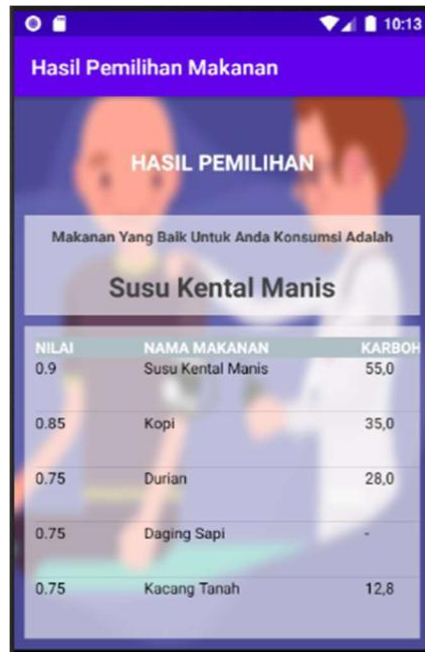 10:13
Hasil Pemilihan Makanan
HASIL PEMILIHAN
Makanan Yang Baik Untuk Anda Konsumsi Adalah
Susu Kental Manis
NILAI NAMA MAKANAN KARBOH
0.9 Susu Kental Manis 55,0
0.85 Kopi 35,0
0.75 Durian 28,0
0.75 Daging Sapi -
0.75 Kacang Tanah 12,8